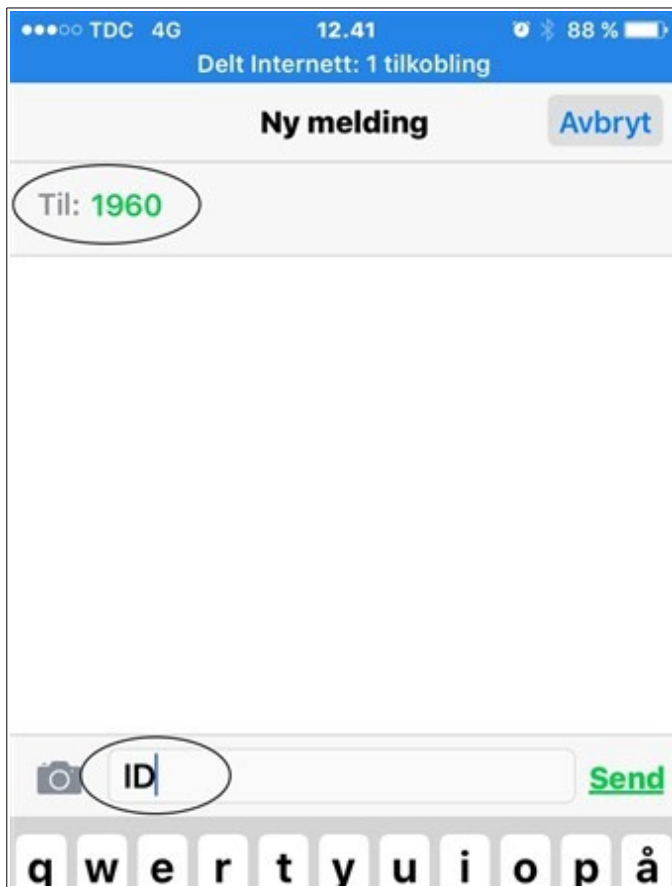 TDC 4G 12.41 88 %
Delt Internett: 1 tilkobling
Ny melding Avbryt
Til: 1960
ID Send
q w e r t y u i o p å